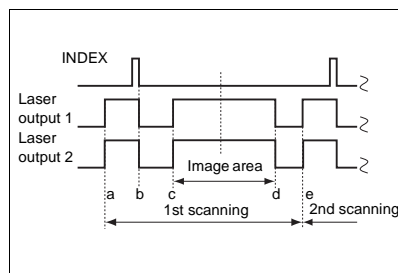 INDEX
Laser
output 1
Laser
output 2
Image area
a b c d e
1st scanning 2nd scanning